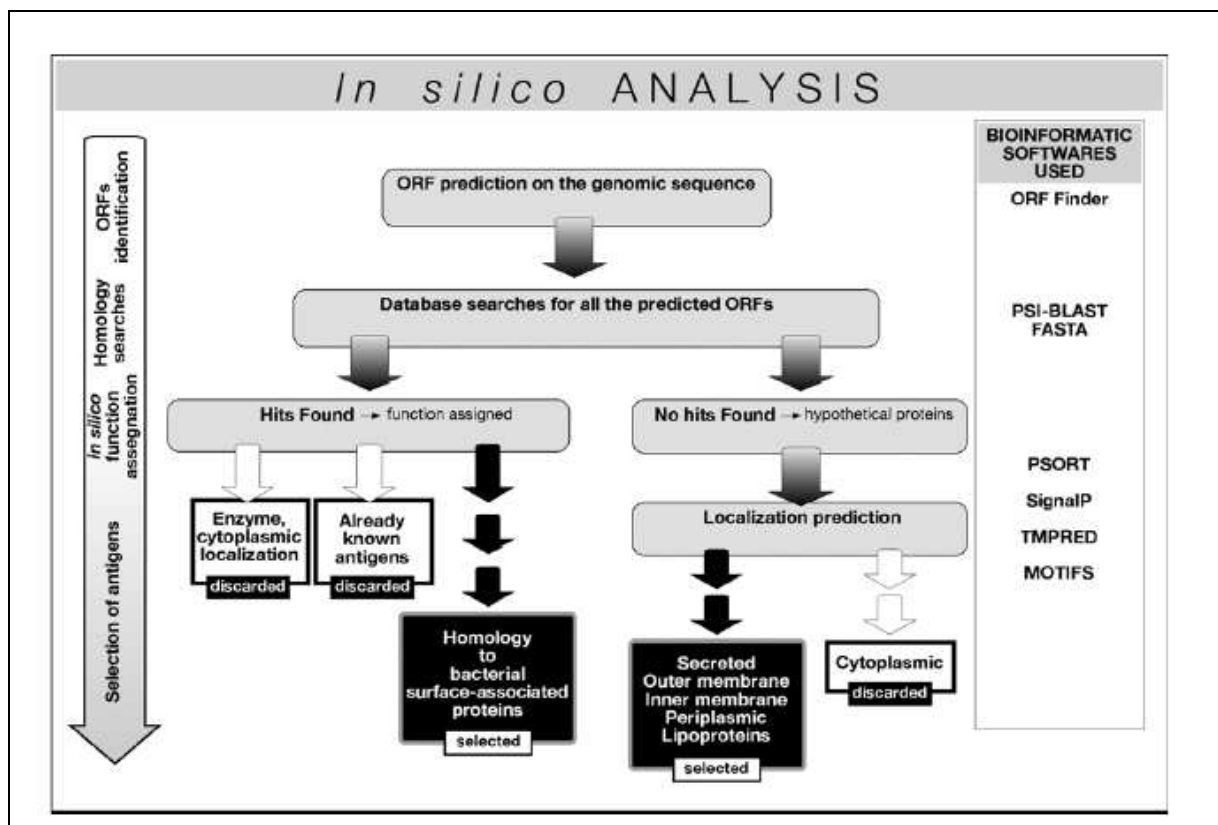 In silico ANALYSIS
ORFs
identification
Homology
searches
in silico
function
assegnation
Selection of antigens
ORF prediction on the genomic sequence
Database searches for all the predicted ORFs
Hits Found → function assigned
No hits Found → hypothetical proteins
Enzyme,
cytoplasmic
localization
discarded
Already
known
antigens
discarded
Homology
to
bacterial
surface-associated
proteins
selected
Localization prediction
Secreted
Outer membrane
Inner membrane
Periplasmic
Lipoproteins
selected
Cytoplasmic
discarded
BIOINFORMATIC
SOFTWARES
USED
ORF Finder
PSI-BLAST
FASTA
PSORT
SignalP
TMPRED
MOTIFS